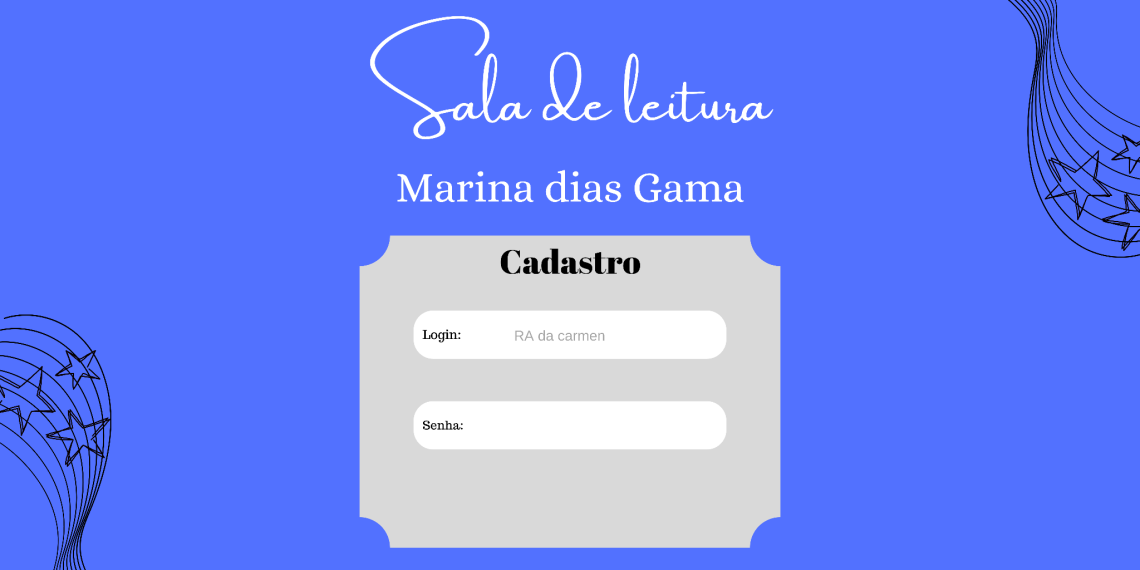 Sala de leitura
Marina dias Gama
Cadastro
Login: RA da carmen
Senha: